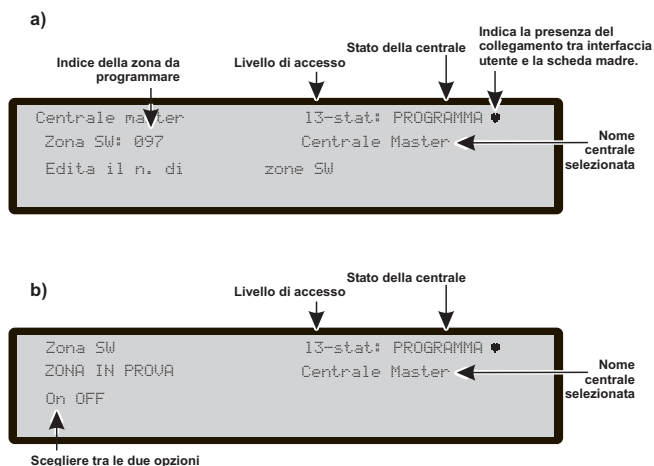 a)
Indice della zona da
programmare
Livello di accesso
Stato della centrale
Indica la presenza del
collegamento tra interfaccia
utente e la scheda madre.
Centrale master l3-stat: PROGRAMMA
Zona SW: 097 Centrale Master
Edita il n. di zone SW
Nome
centrale
selezionata
b)
Livello di accesso
Stato della centrale
Zona SW l3-stat: PROGRAMMA
ZONA IN PROVA Centrale Master
On OFF
Nome
centrale
selezionata
Scegliere tra le due opzioni